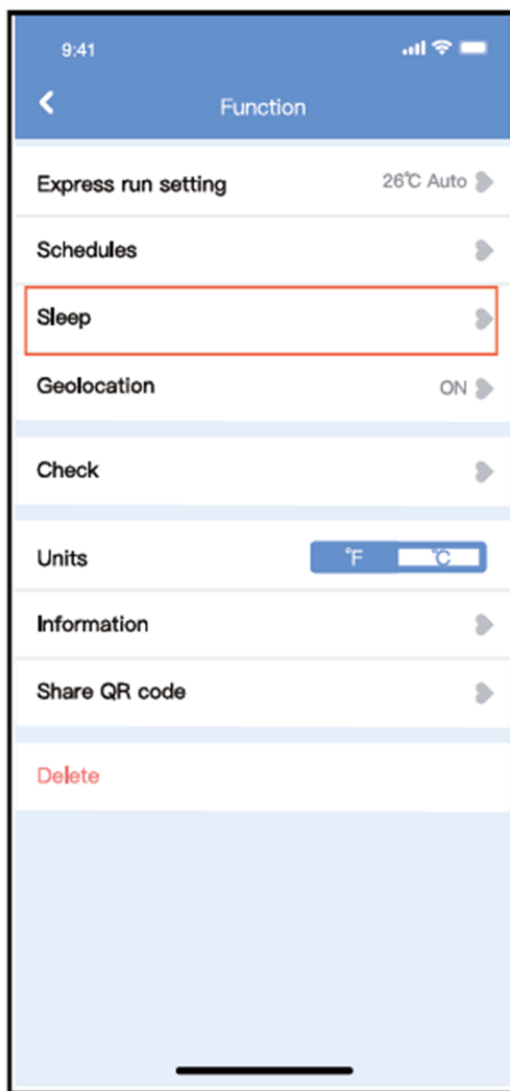 9:41
Function
Express run setting 26℃ Auto
Schedules
Sleep
Geolocation ON
Check
Units ℉ ℃
Information
Share QR code
Delete